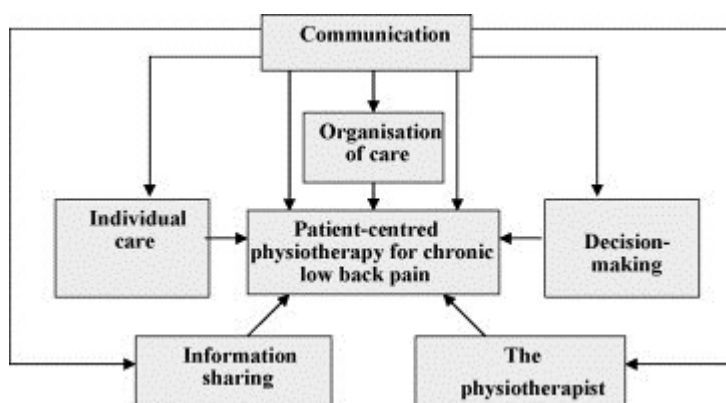 Communication
Organisation
of care
Individual
care
Patient-centred
physiotherapy for chronic
low back pain
Decision-
making
Information
sharing
The
physiotherapist